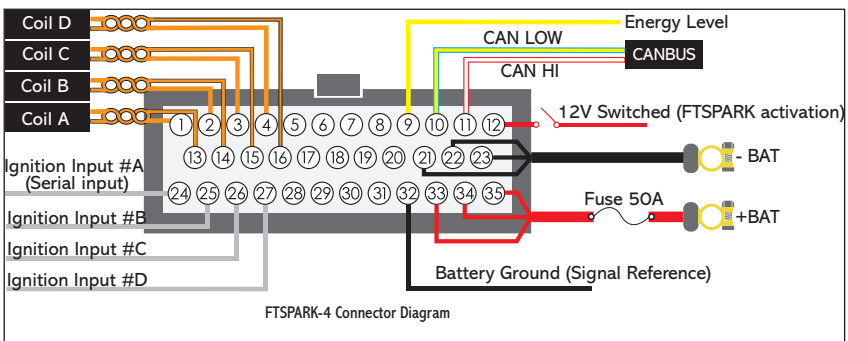 Coil D
Coil C
Coil B
Coil A
Energy Level
CAN LOW
CANBUS
CAN HI
12V Switched (FTSPARK activation)
1 2 3 4 5 6 7 8 9 10 11 12
13 14 15 16 17 18 19 20 21 22 23
24 25 26 27 28 29 30 31 32 33 34 35
- BAT
Ignition Input #A
(Serial input)
Ignition Input #B
Ignition Input #C
Ignition Input #D
Fuse 50A
+BAT
Battery Ground (Signal Reference)
FTSPARK-4 Connector Diagram